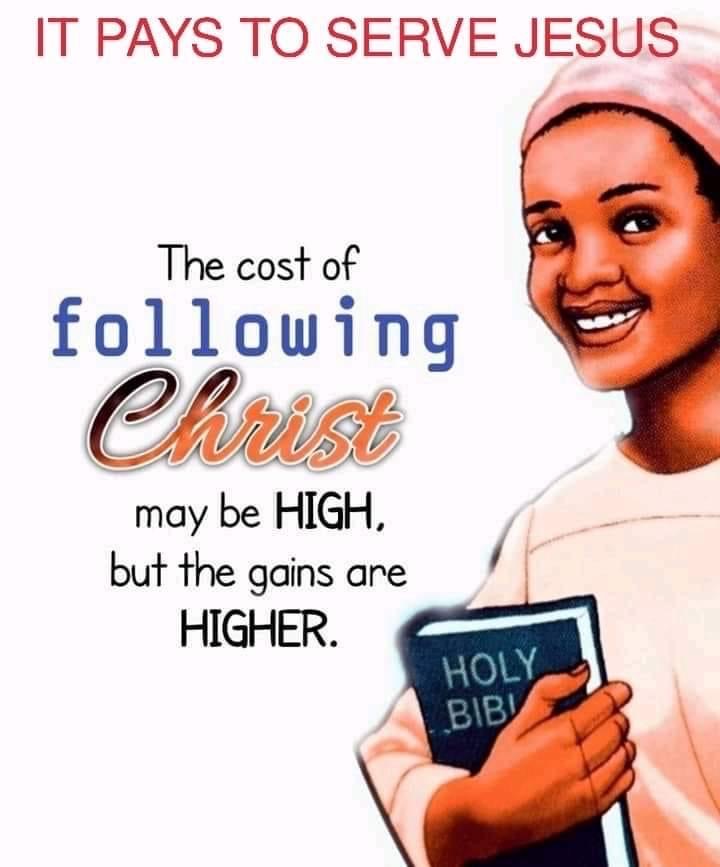 IT PAYS TO SERVE JESUS
The cost of
following
Christ
may be HIGH,
but the gains are
HIGHER.
HOLY
BIBL